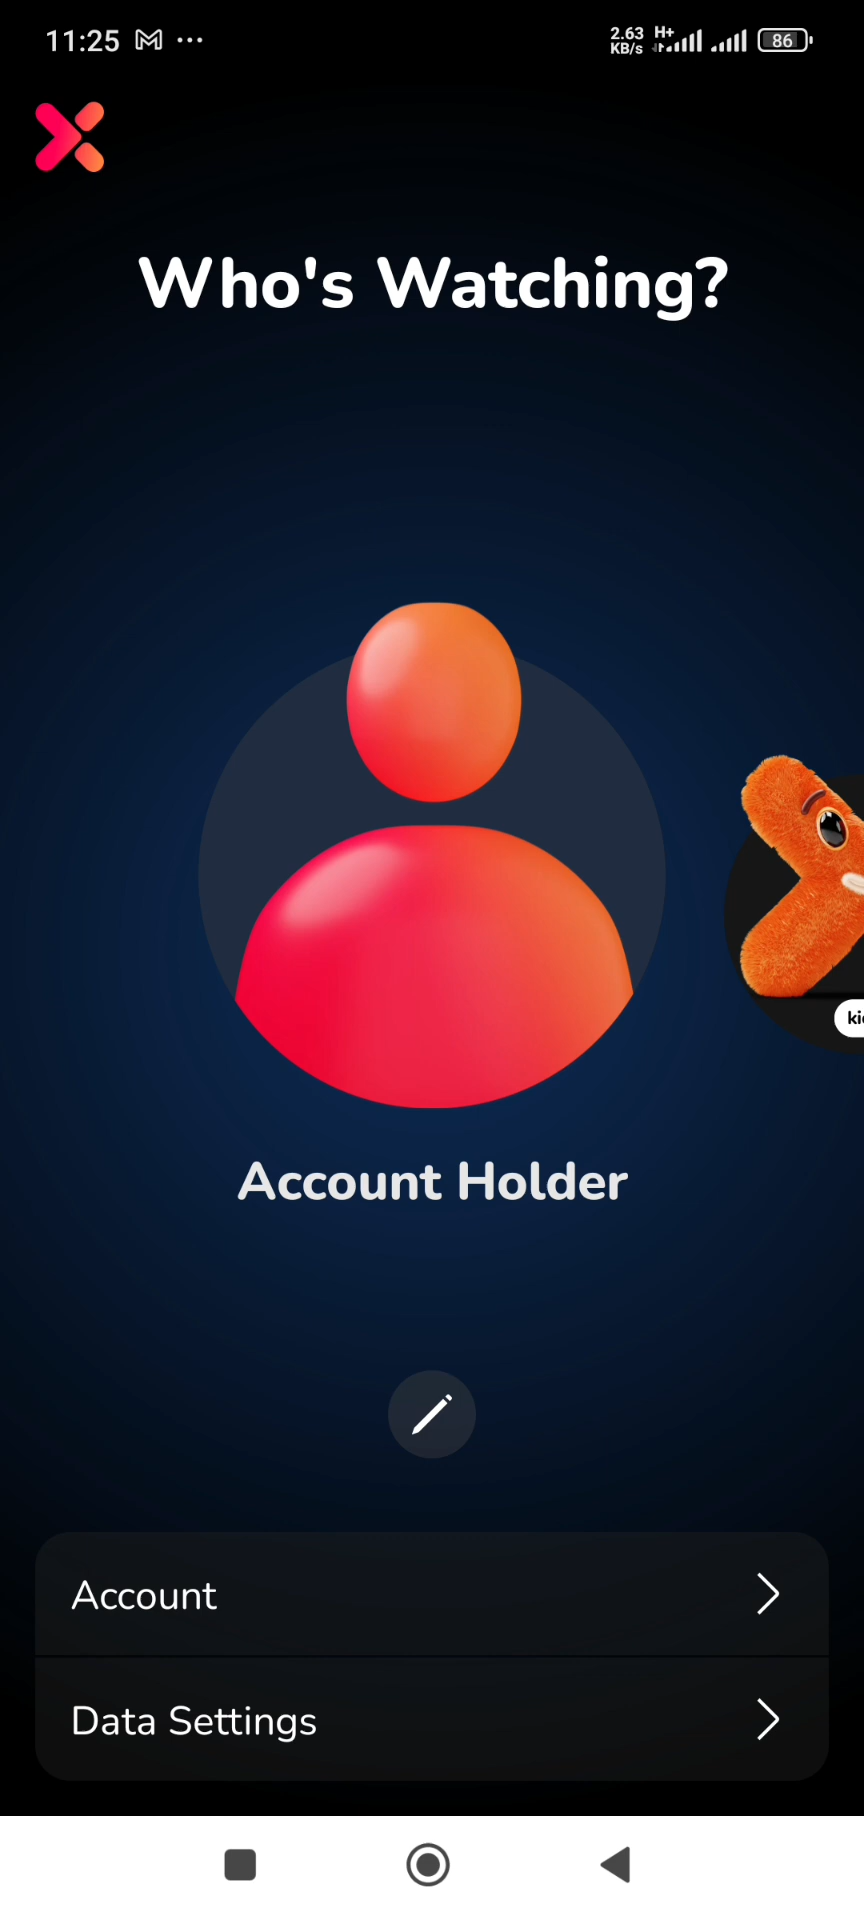 11:25
2.63
KB/s
H+
86
Who's Watching?
Account Holder
Account
Data Settings